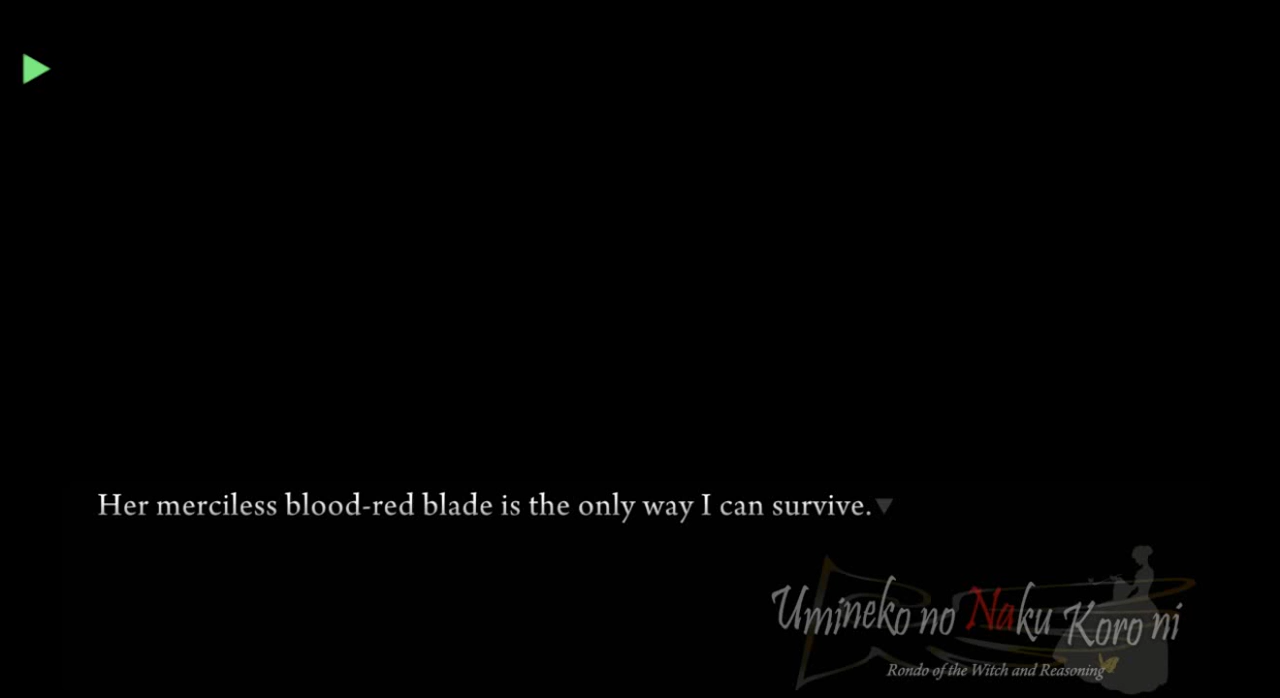 Her merciless blood-red blade is the only way I can survive.
Umineko no Naku Koro ni
Rondo of the Witch and Reasoning